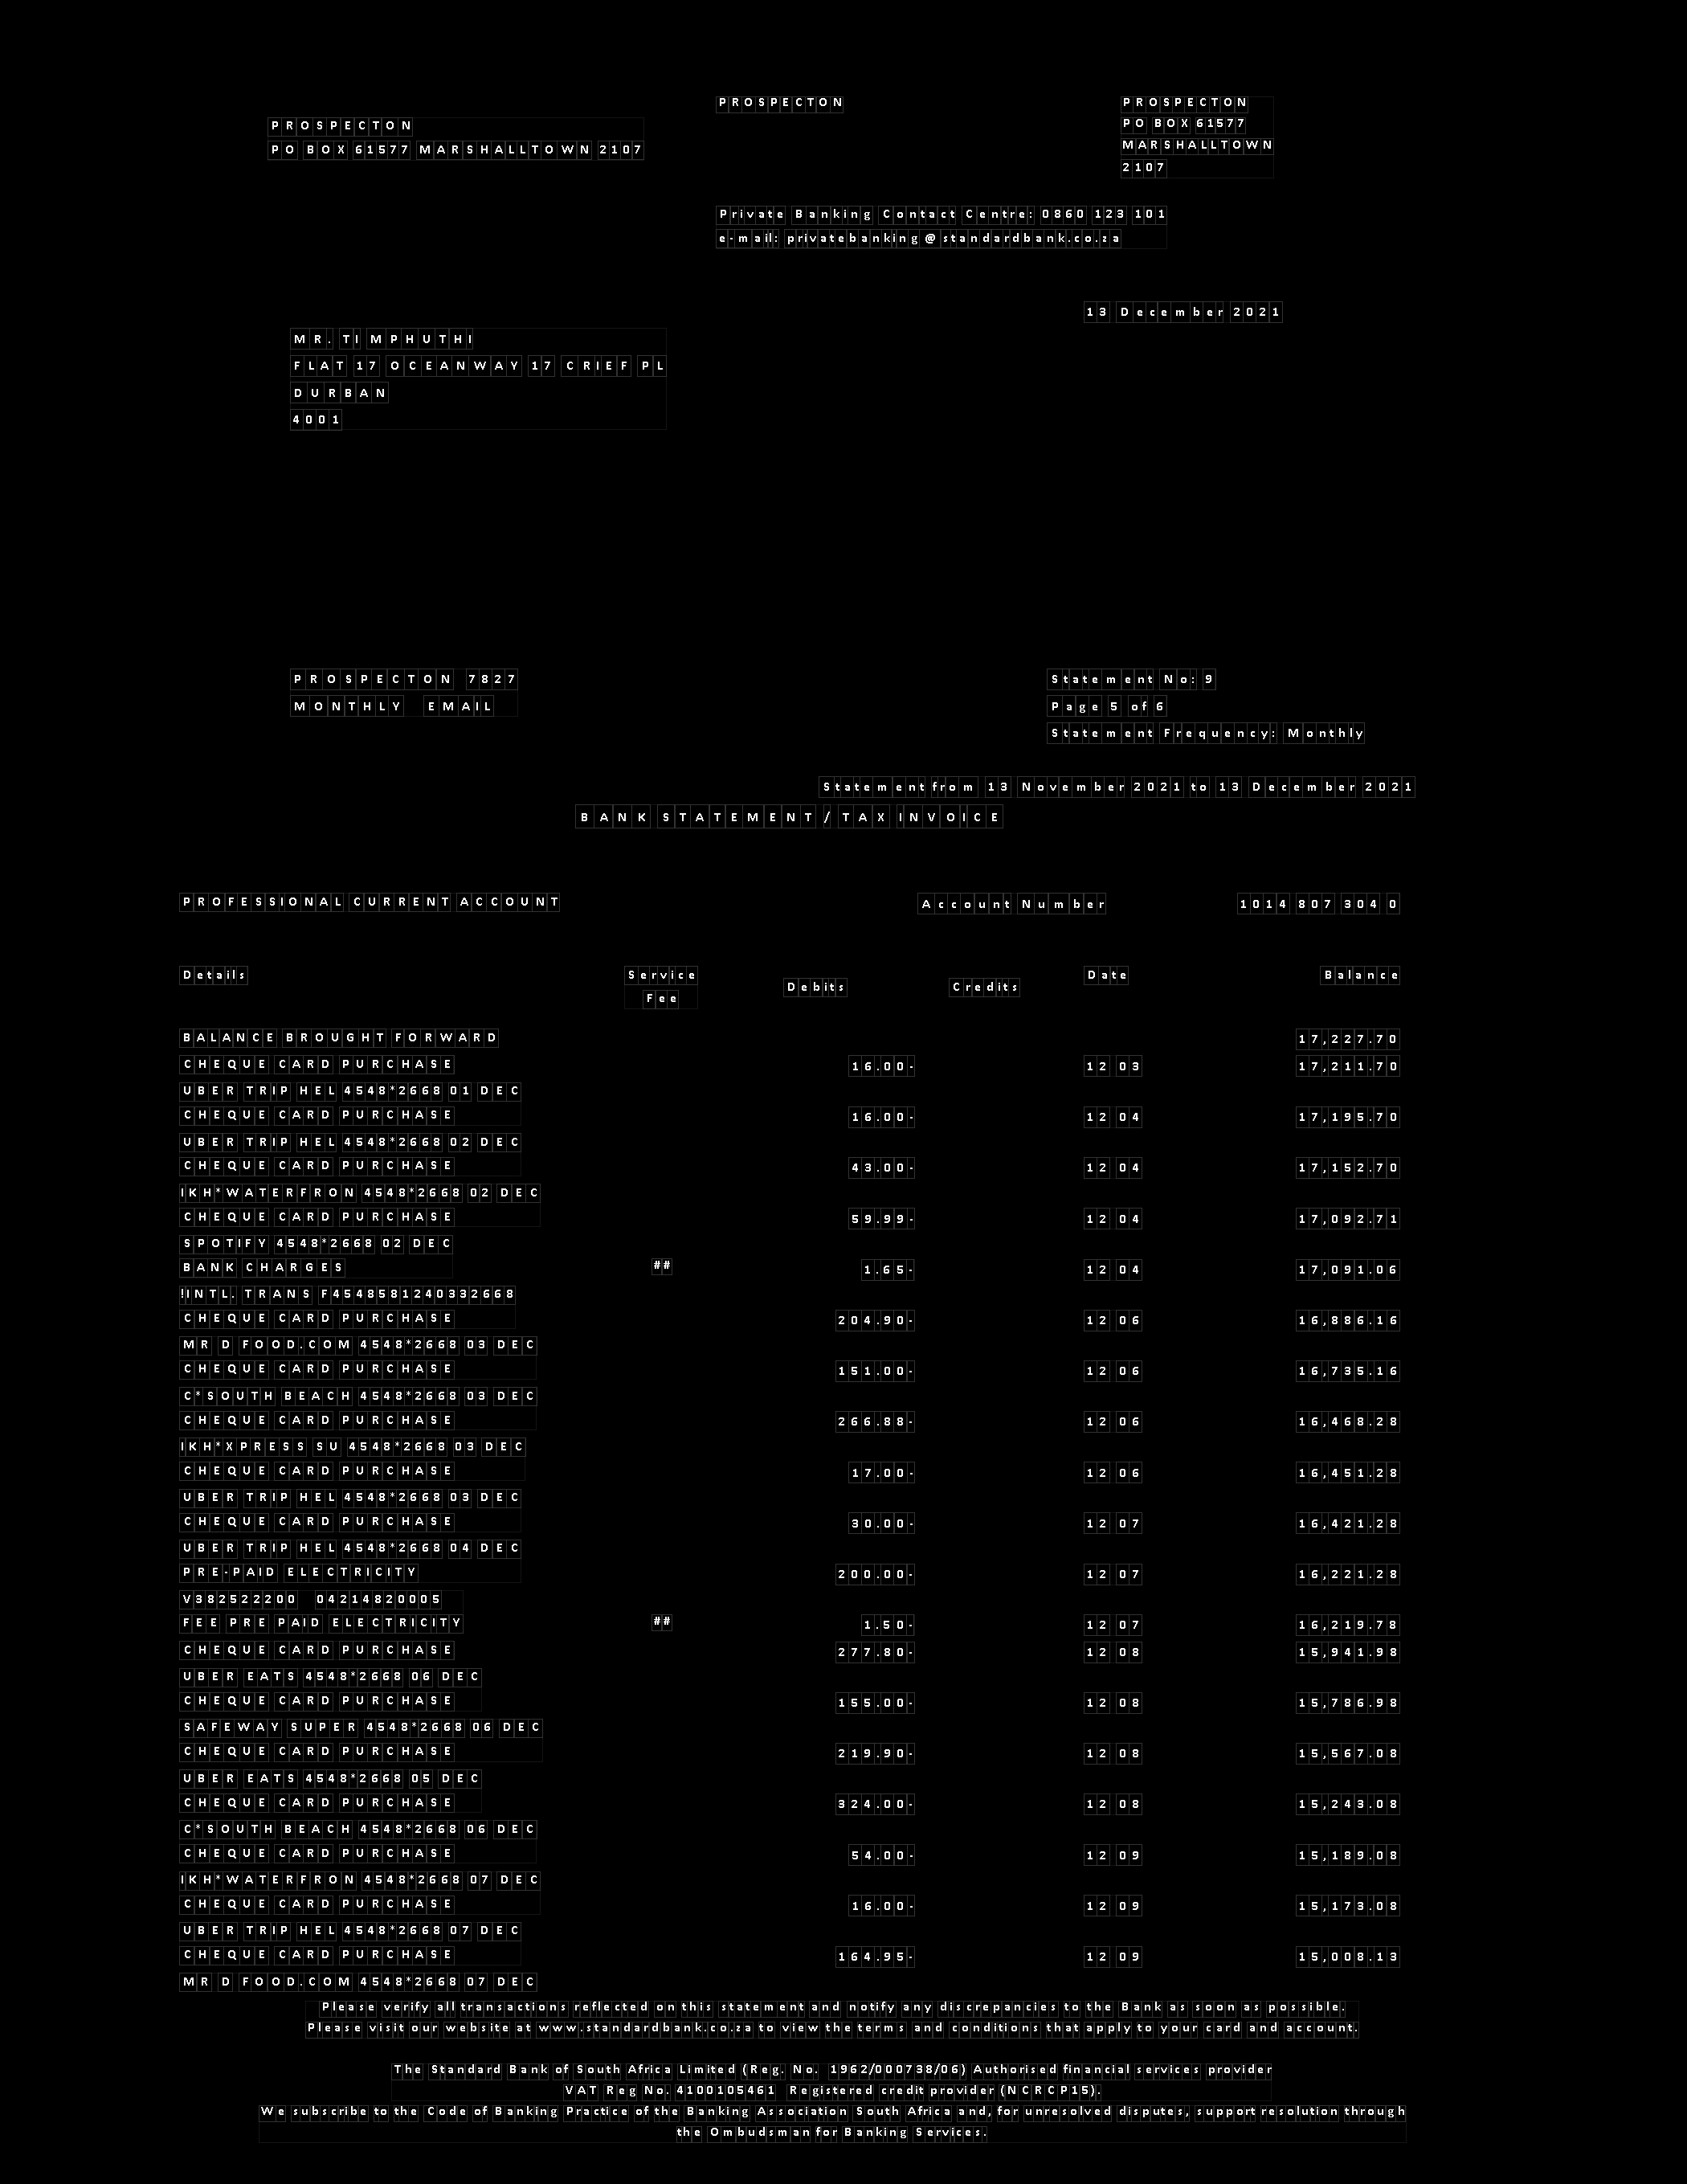 PROSPECTON
PO BOX 61577 MARSHALLTOWN 2107
PROSPECTON
PROSPECTON
PO BOX 61577
MARSHALLTOWN
2107
Private Banking Contact Centre: 0860 123 101
e-mail: privatebanking@standardbank.co.za
13 December 2021
MR. TI MPHUTHI
FLAT 17 OCEANWAY 17 CRIEF PL
DURBAN
4001
PROSPECTON 7827
MONTHLY EMAIL
Statement No: 9
Page 5 of 6
Statement Frequency: Monthly
Statement from 13 November 2021 to 13 December 2021
BANK STATEMENT / TAX INVOICE
PROFESSIONAL CURRENT ACCOUNT Account Number 1014 807 304 0
Details Service Fee Debits Credits Date Balance
BALANCE BROUGHT FORWARD 17,227.70
CHEQUE CARD PURCHASE 16.00- 12 03 17,211.70
UBER TRIP HEL 4548*2668 01 DEC
CHEQUE CARD PURCHASE 16.00- 12 04 17,195.70
UBER TRIP HEL 4548*2668 02 DEC
CHEQUE CARD PURCHASE 43.00- 12 04 17,152.70
IKH*WATERFRON 4548*2668 02 DEC
CHEQUE CARD PURCHASE 59.99- 12 04 17,092.71
SPOTIFY 4548*2668 02 DEC
BANK CHARGES ## 1.65- 12 04 17,091.06
!INTL. TRANS F4548581240332668
CHEQUE CARD PURCHASE 204.90- 12 06 16,886.16
MR D FOOD.COM 4548*2668 03 DEC
CHEQUE CARD PURCHASE 151.00- 12 06 16,735.16
C*SOUTH BEACH 4548*2668 03 DEC
CHEQUE CARD PURCHASE 266.88- 12 06 16,468.28
IKH*XPRESS SU 4548*2668 03 DEC
CHEQUE CARD PURCHASE 17.00- 12 06 16,451.28
UBER TRIP HEL 4548*2668 03 DEC
CHEQUE CARD PURCHASE 30.00- 12 07 16,421.28
UBER TRIP HEL 4548*2668 04 DEC
PRE-PAID ELECTRICITY 200.00- 12 07 16,221.28
V382522200 04214820005
FEE PRE PAID ELECTRICITY ## 1.50- 12 07 16,219.78
CHEQUE CARD PURCHASE 277.80- 12 08 15,941.98
UBER EATS 4548*2668 06 DEC
CHEQUE CARD PURCHASE 155.00- 12 08 15,786.98
SAFEWAY SUPER 4548*2668 06 DEC
CHEQUE CARD PURCHASE 219.90- 12 08 15,567.08
UBER EATS 4548*2668 05 DEC
CHEQUE CARD PURCHASE 324.00- 12 08 15,243.08
C*SOUTH BEACH 4548*2668 06 DEC
CHEQUE CARD PURCHASE 54.00- 12 09 15,189.08
IKH*WATERFRON 4548*2668 07 DEC
CHEQUE CARD PURCHASE 16.00- 12 09 15,173.08
UBER TRIP HEL 4548*2668 07 DEC
CHEQUE CARD PURCHASE 164.95- 12 09 15,008.13
MR D FOOD.COM 4548*2668 07 DEC
Please verify all transactions reflected on this statement and notify any discrepancies to the Bank as soon as possible.
Please visit our website at www.standardbank.co.za to view the terms and conditions that apply to your card and account.
The Standard Bank of South Africa Limited (Reg. No. 1962/000738/06) Authorised financial services provider
VAT Reg No. 4100105461 Registered credit provider (NCRCP15).
We subscribe to the Code of Banking Practice of the Banking Association South Africa and, for unresolved disputes, support resolution through
the Ombudsman for Banking Services.